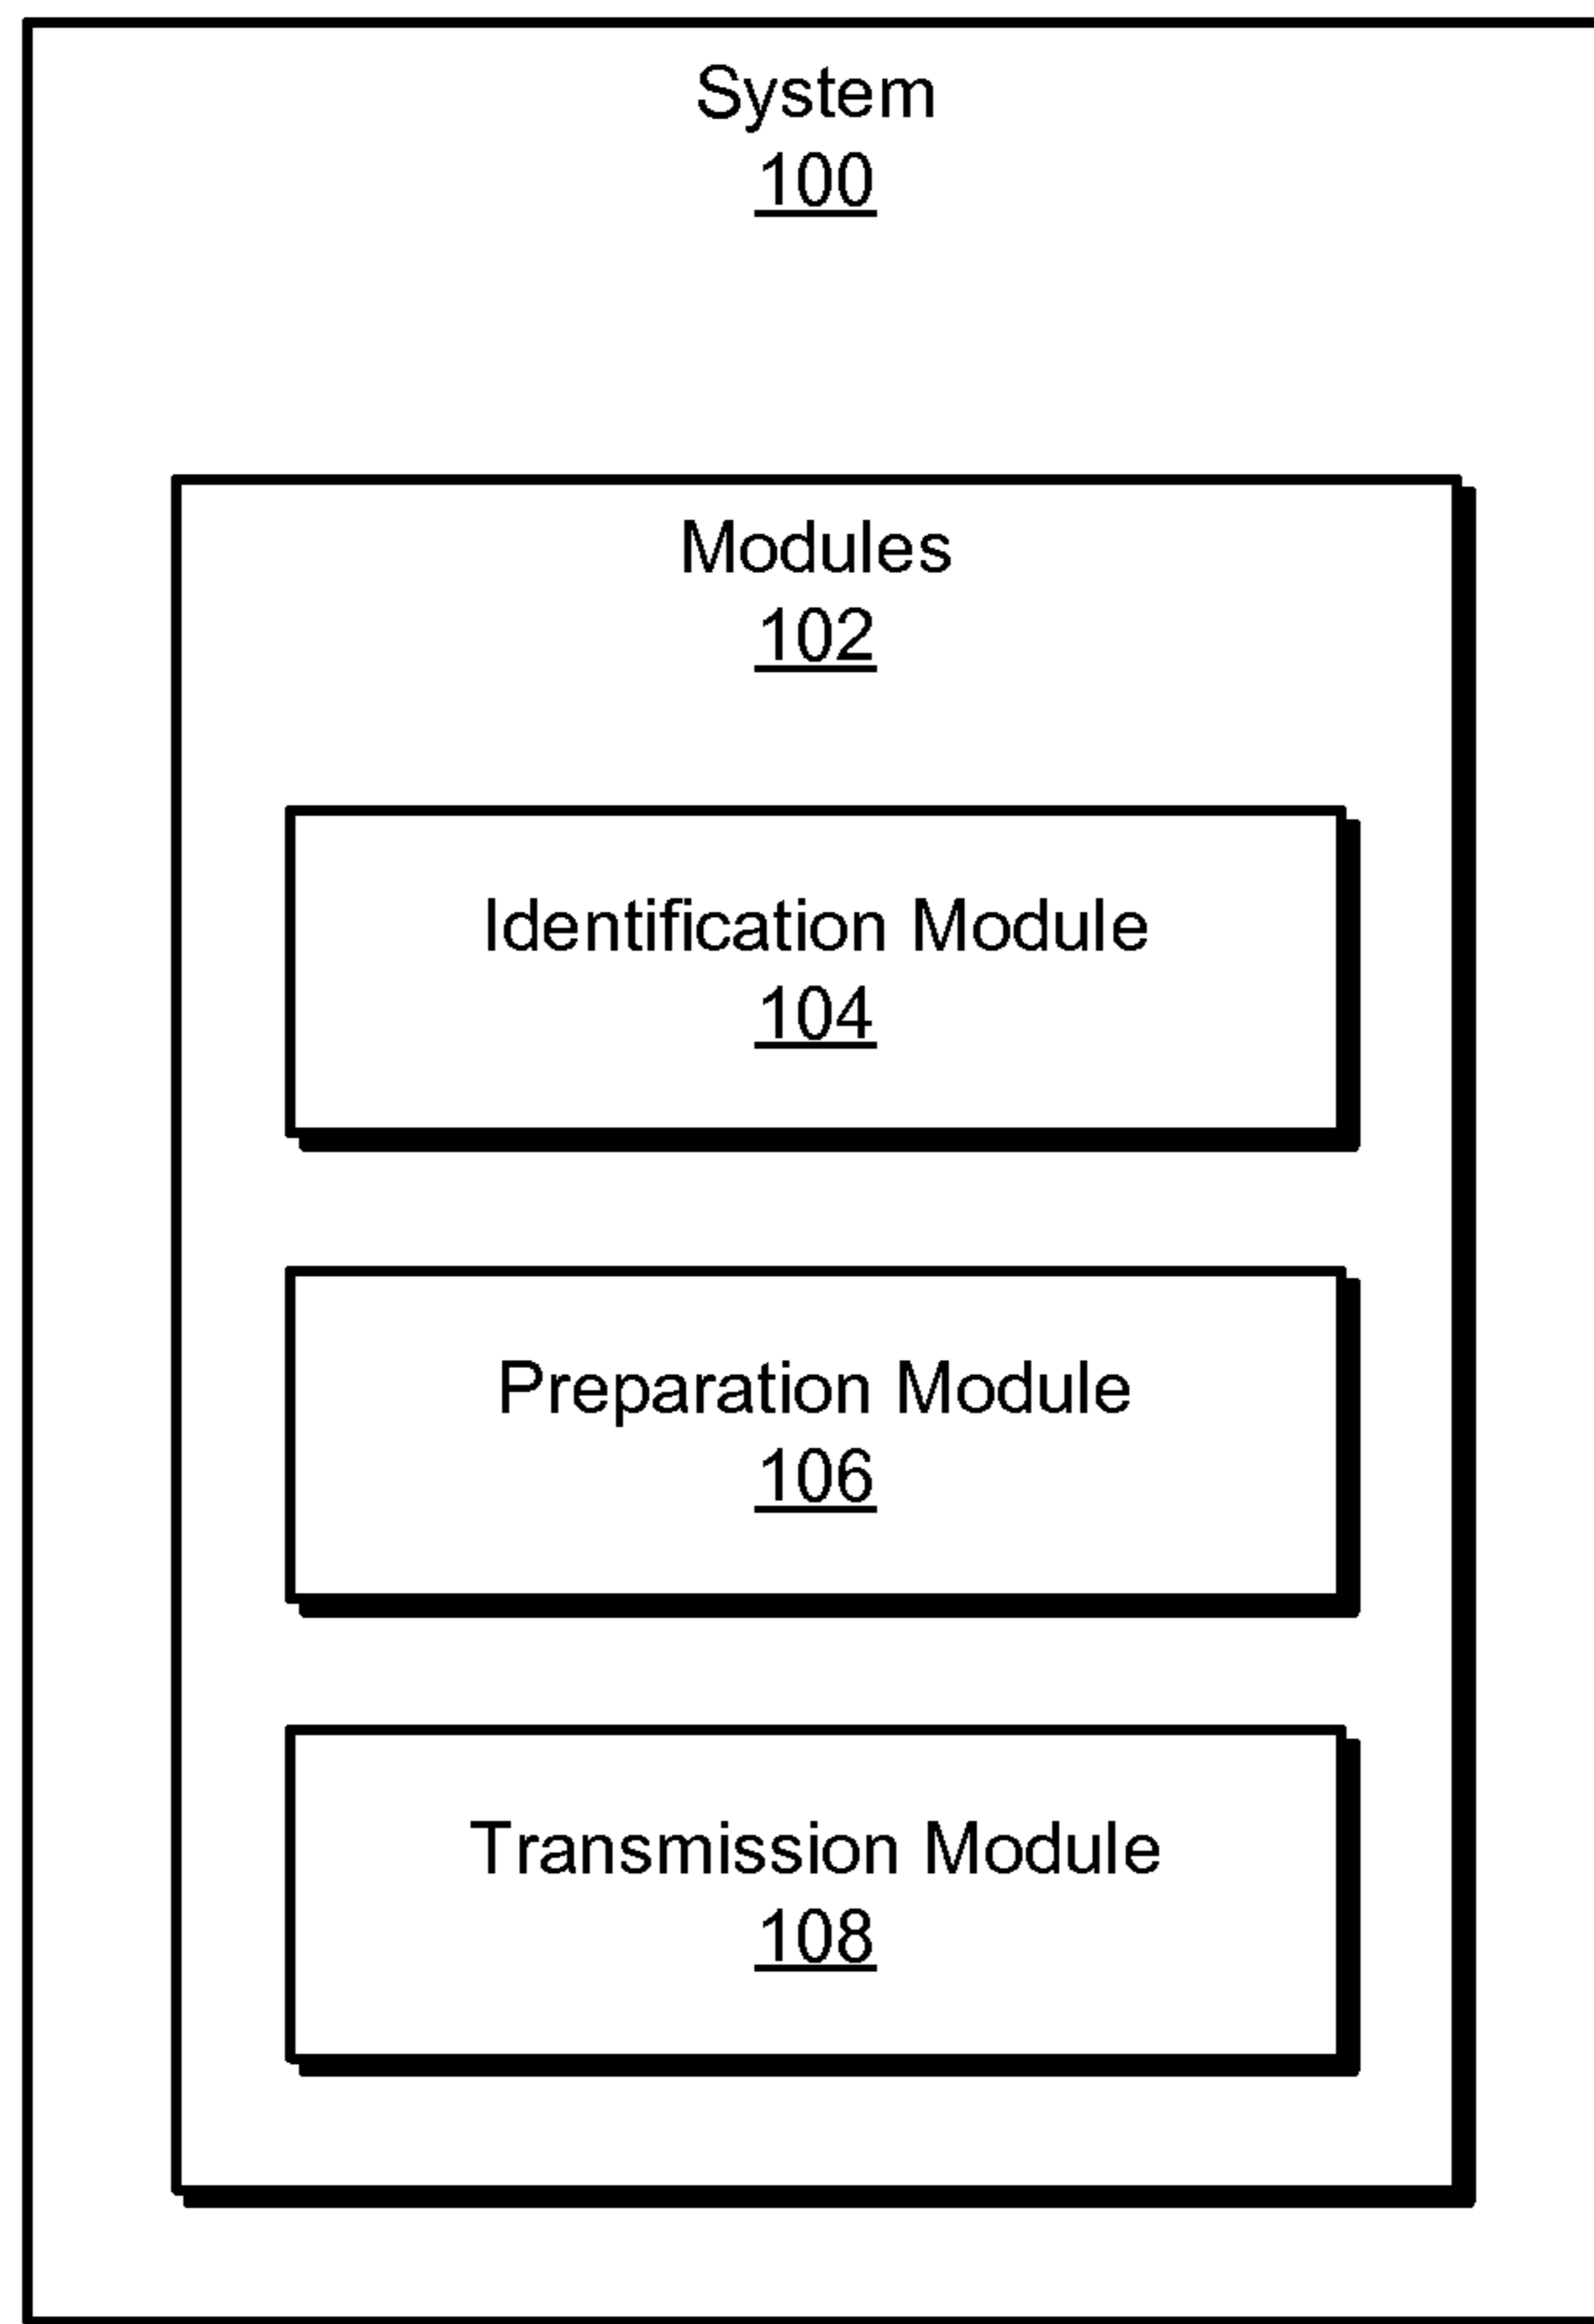 System
100
Modules
102
Identification Module
104
Preparation Module
106
Transmission Module
108